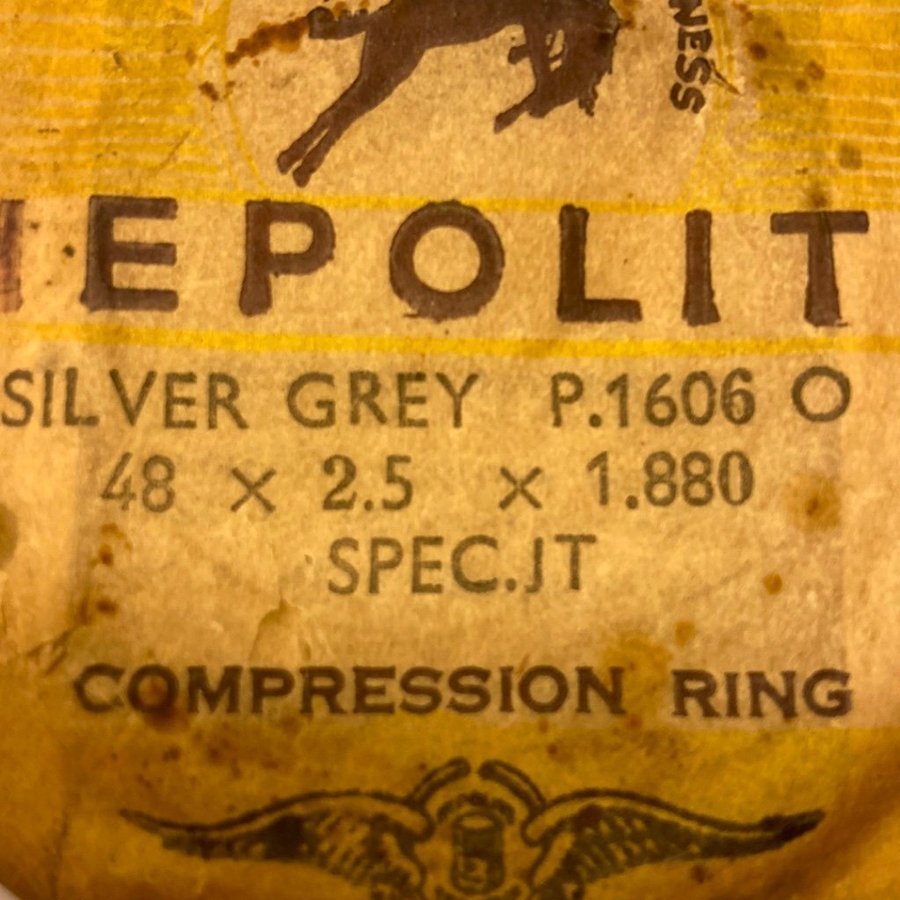 NESS
EPOLIT
SILVER GREY P.1606 O
48 × 2.5 × 1.880
SPEC.JT
COMPRESSION RING